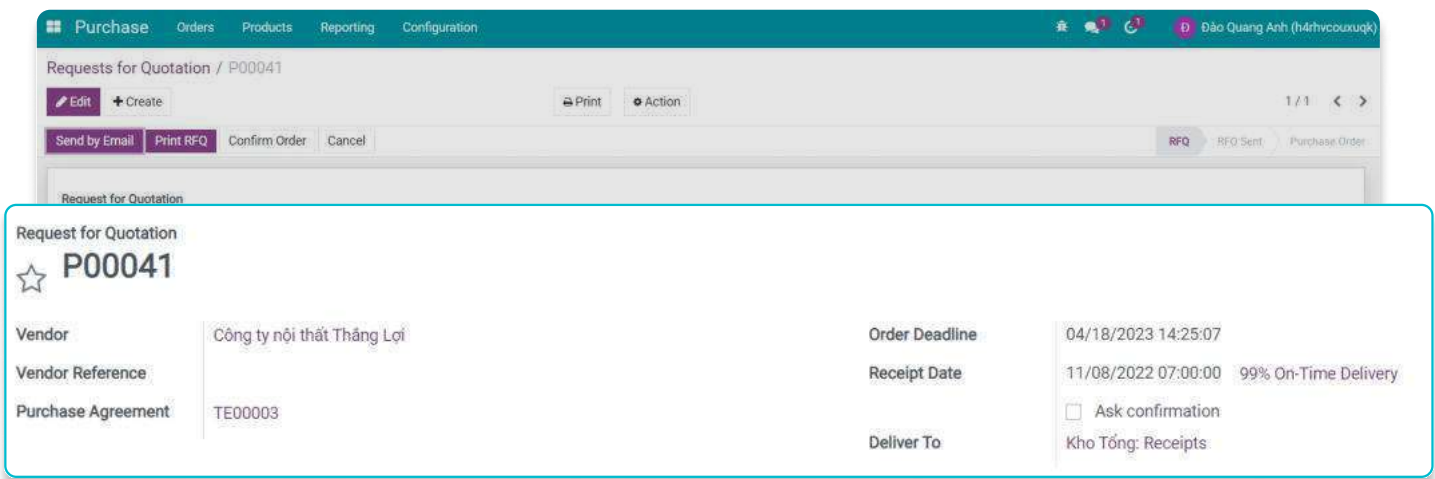 Purchase Orders Products Reporting Configuration 1 1 Đ Đào Quang Anh (h4rhvcouxuqk)
Requests for Quotation / P00041
Edit + Create Print Action 1 / 1
Send by Email Print RFQ Confirm Order Cancel RFQ RFQ Sent Purchase Order
Request for Quotation
Request for Quotation
P00041
Vendor Công ty nội thất Thắng Lợi Order Deadline 04/18/2023 14:25:07
Vendor Reference Receipt Date 11/08/2022 07:00:00 99% On-Time Delivery
Purchase Agreement TE00003 Ask confirmation
Deliver To Kho Tổng: Receipts